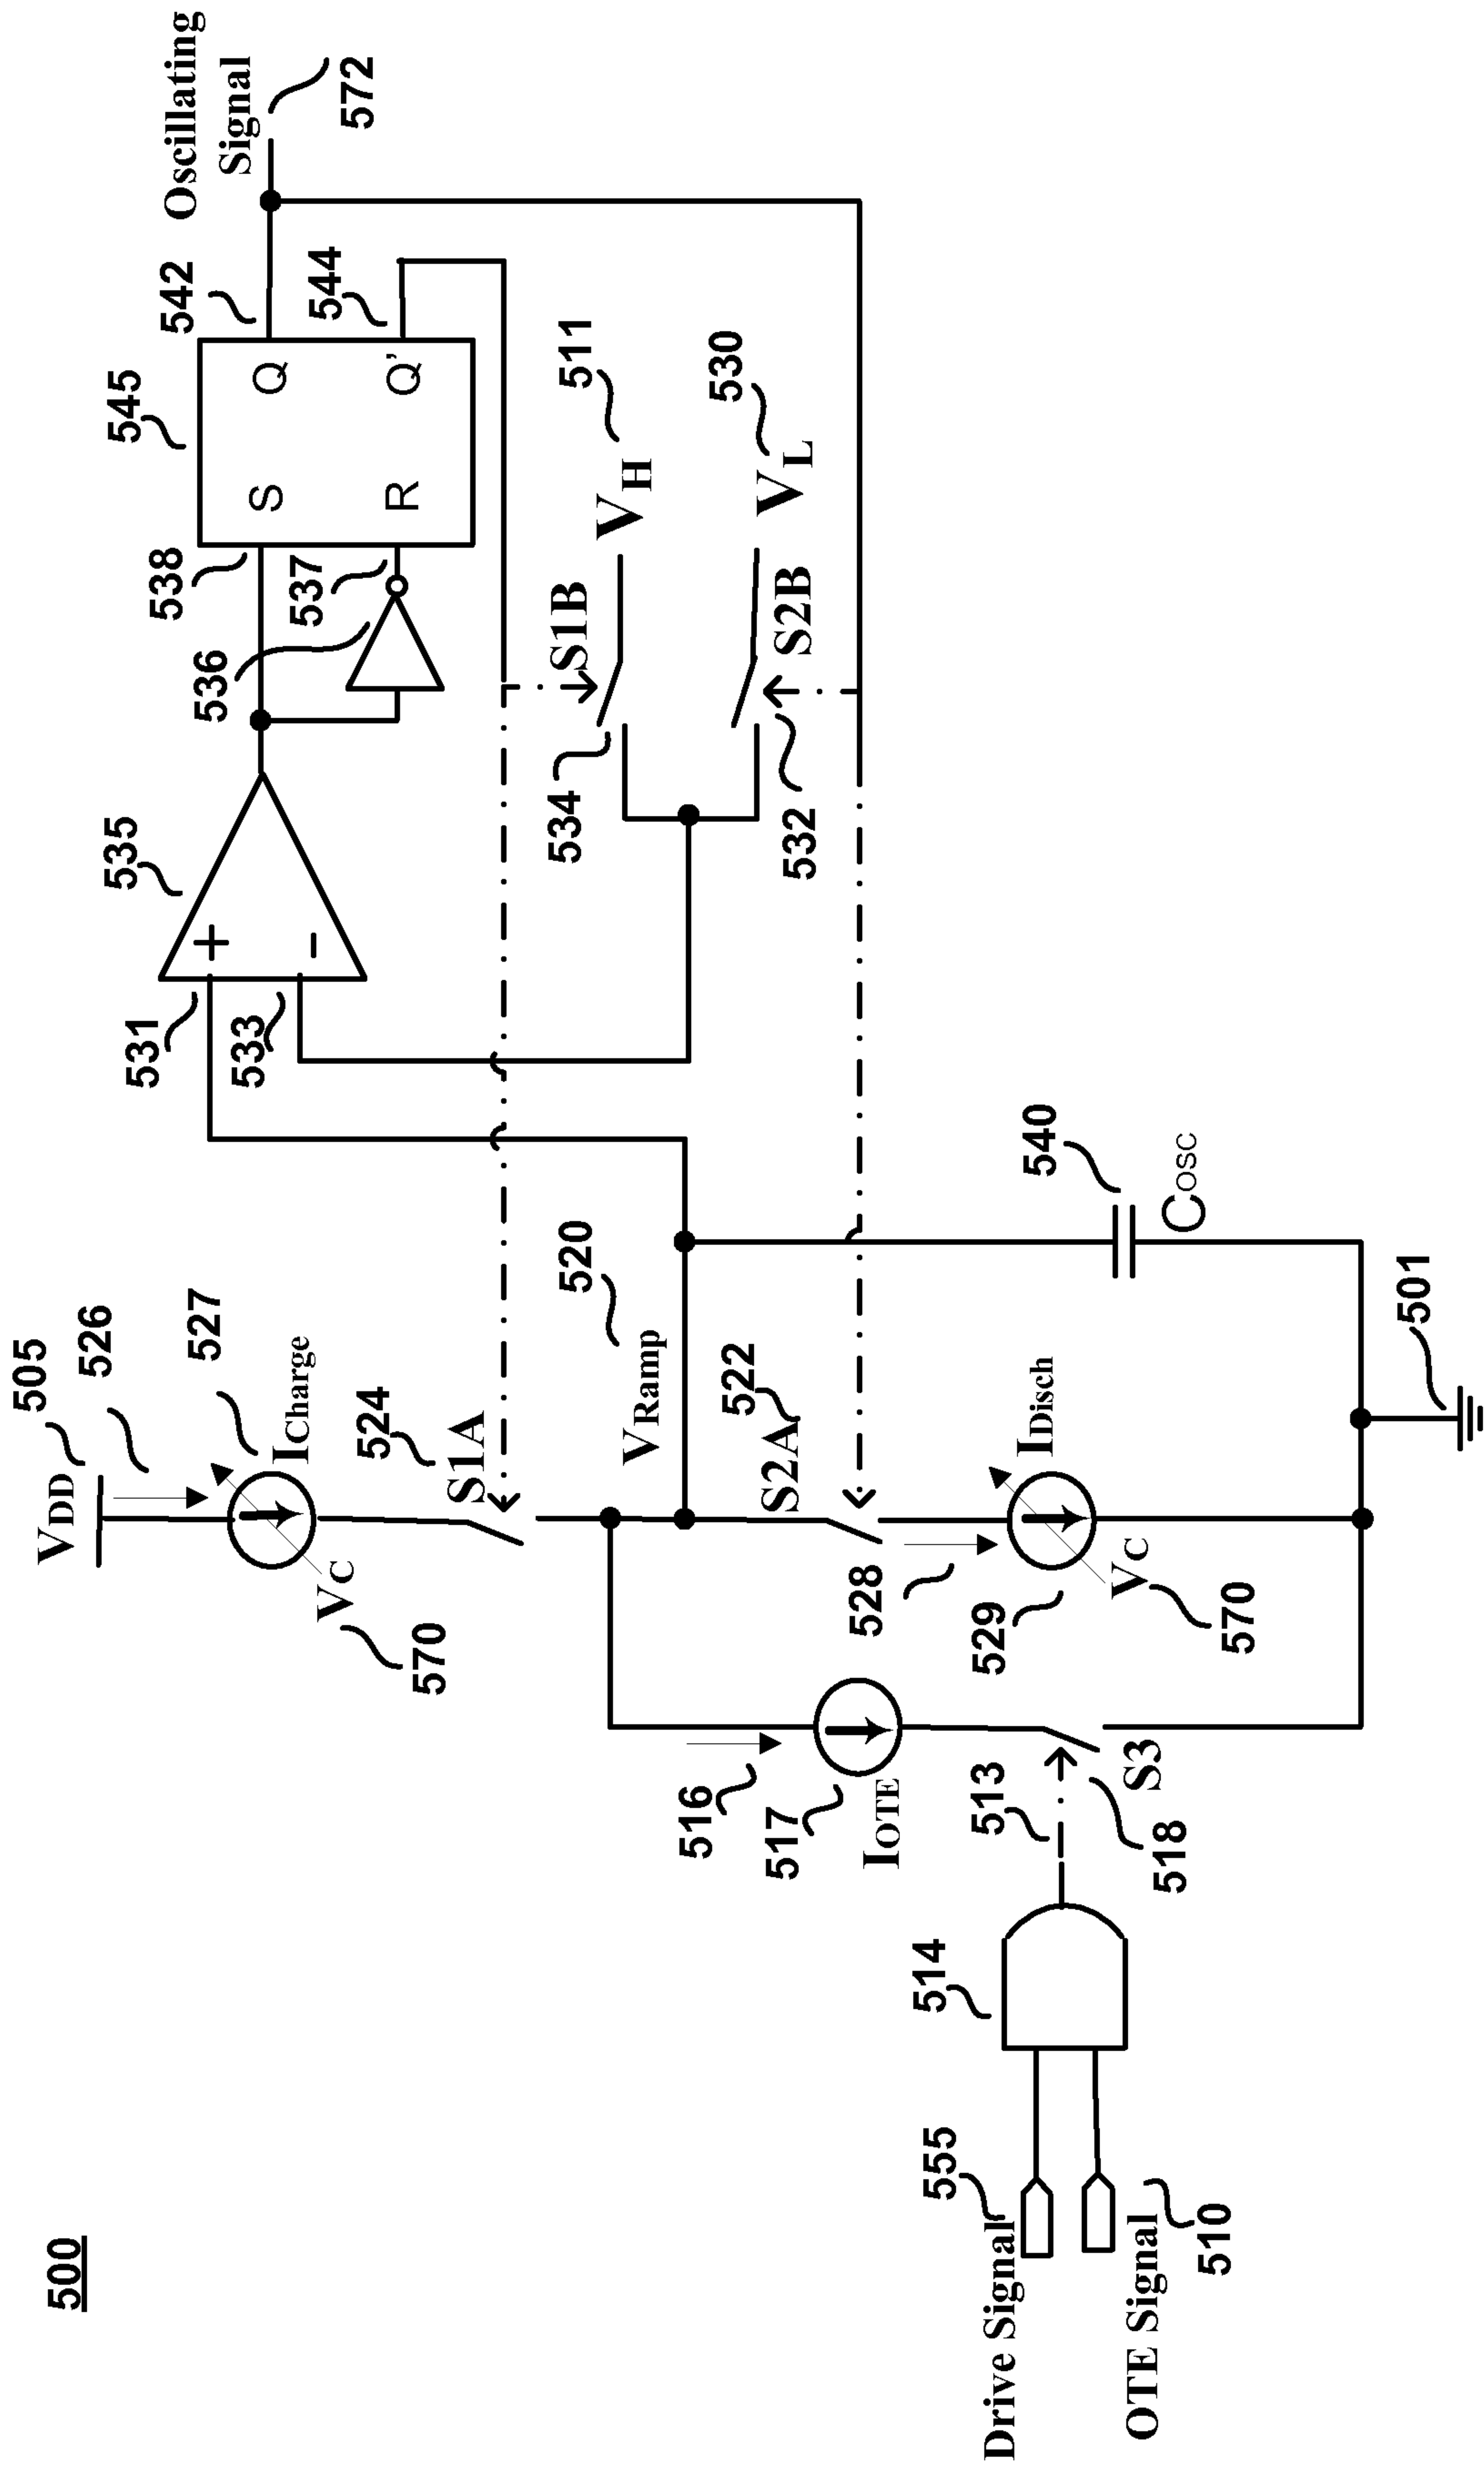 500
VDD
505
526
527
ICharge
VC
570
524
S1A
VRamp
520
522
S2A
528
IDisch
529
VC
570
516
517
IOTE
513
518
S3
514
555
Drive Signal
OTE Signal
510
540
COSC
501
531
533
535
+
-
536
537
538
545
S
R
Q
Q'
542
544
Oscillating
Signal
572
S1B
534
VH
511
S2B
532
VL
530